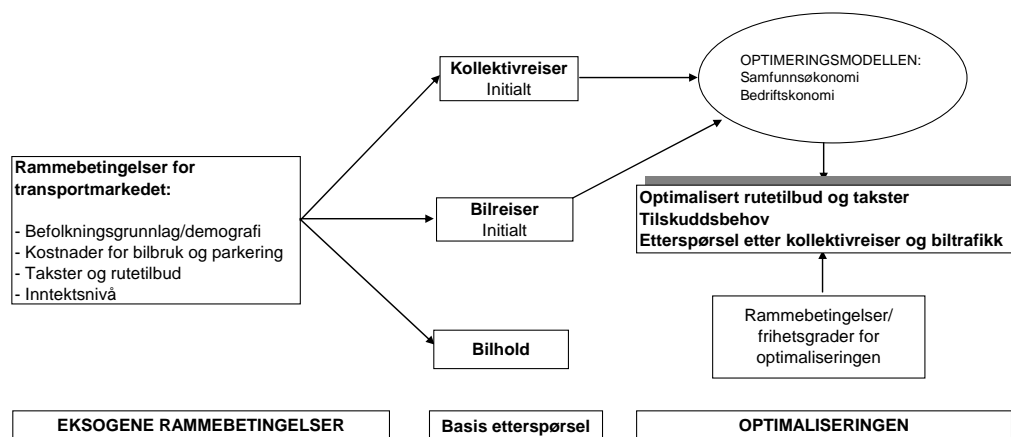 Kollektivreiser
Initialt
OPTIMERINGSMODELLEN:
Samfunnsøkonomi
Bedriftskonomi
Rammebetingelser for
transportmarkedet:
- Befolkningsgrunnlag/demografi
- Kostnader for bilbruk og parkering
- Takster og rutetilbud
- Inntektsnivå
Bilreiser
Initialt
Optimalisert rutetilbud og takster
Tilskuddsbehov
Etterspørsel etter kollektivreiser og biltrafikk
Bilhold
Rammebetingelser/
frihetsgrader for
optimaliseringen
EKSOGENE RAMMEBETINGELSER
Basis etterspørsel
OPTIMALISERINGEN